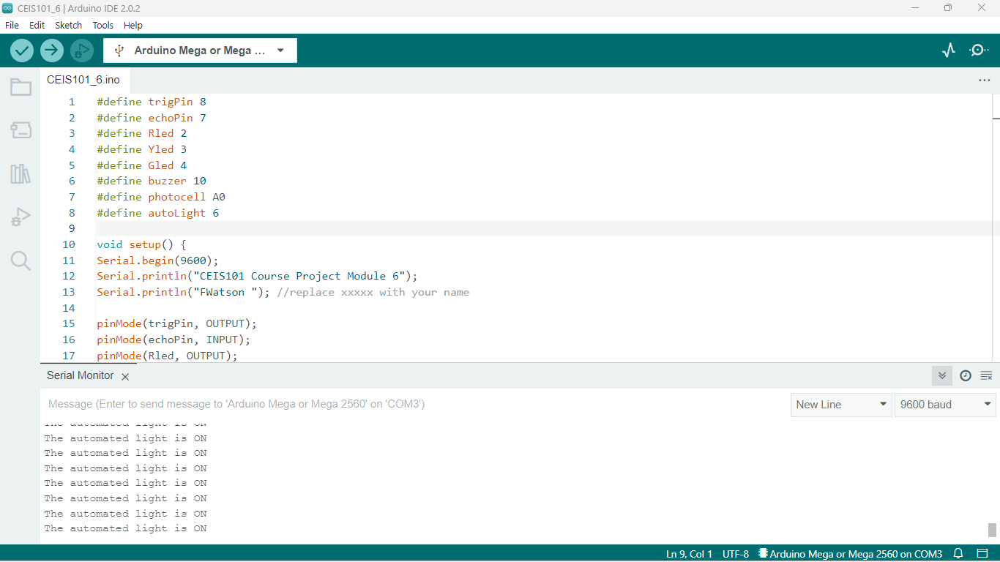 CEIS101_6 | Arduino IDE 2.0.2
File Edit Sketch Tools Help
Arduino Mega or Mega ...
CEIS101_6.ino
1 #define trigPin 8
2 #define echoPin 7
3 #define Rled 2
4 #define Yled 3
5 #define Gled 4
6 #define buzzer 10
7 #define photocell A0
8 #define autoLight 6
9
10 void setup() {
11 Serial.begin(9600);
12 Serial.println("CEIS101 Course Project Module 6");
13 Serial.println("FWatson "); //replace xxxxx with your name
14
15 pinMode(trigPin, OUTPUT);
16 pinMode(echoPin, INPUT);
17 pinMode(Rled, OUTPUT);
Serial Monitor
Message (Enter to send message to 'Arduino Mega or Mega 2560' on 'COM3')
New Line
9600 baud
The automated light is ON
The automated light is ON
The automated light is ON
The automated light is ON
The automated light is ON
The automated light is ON
The automated light is ON
The automated light is ON
Ln 9, Col 1 UTF-8 Arduino Mega or Mega 2560 on COM3